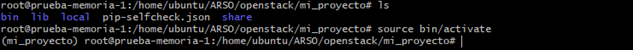 root@prueba-memoria-1:/home/ubuntu/ARSO/openstack/mi_proyecto# ls
bin lib local pip-selfcheck.json share
root@prueba-memoria-1:/home/ubuntu/ARSO/openstack/mi_proyecto# source bin/activate
(mi_proyecto) root@prueba-memoria-1:/home/ubuntu/ARSO/openstack/mi_proyecto#